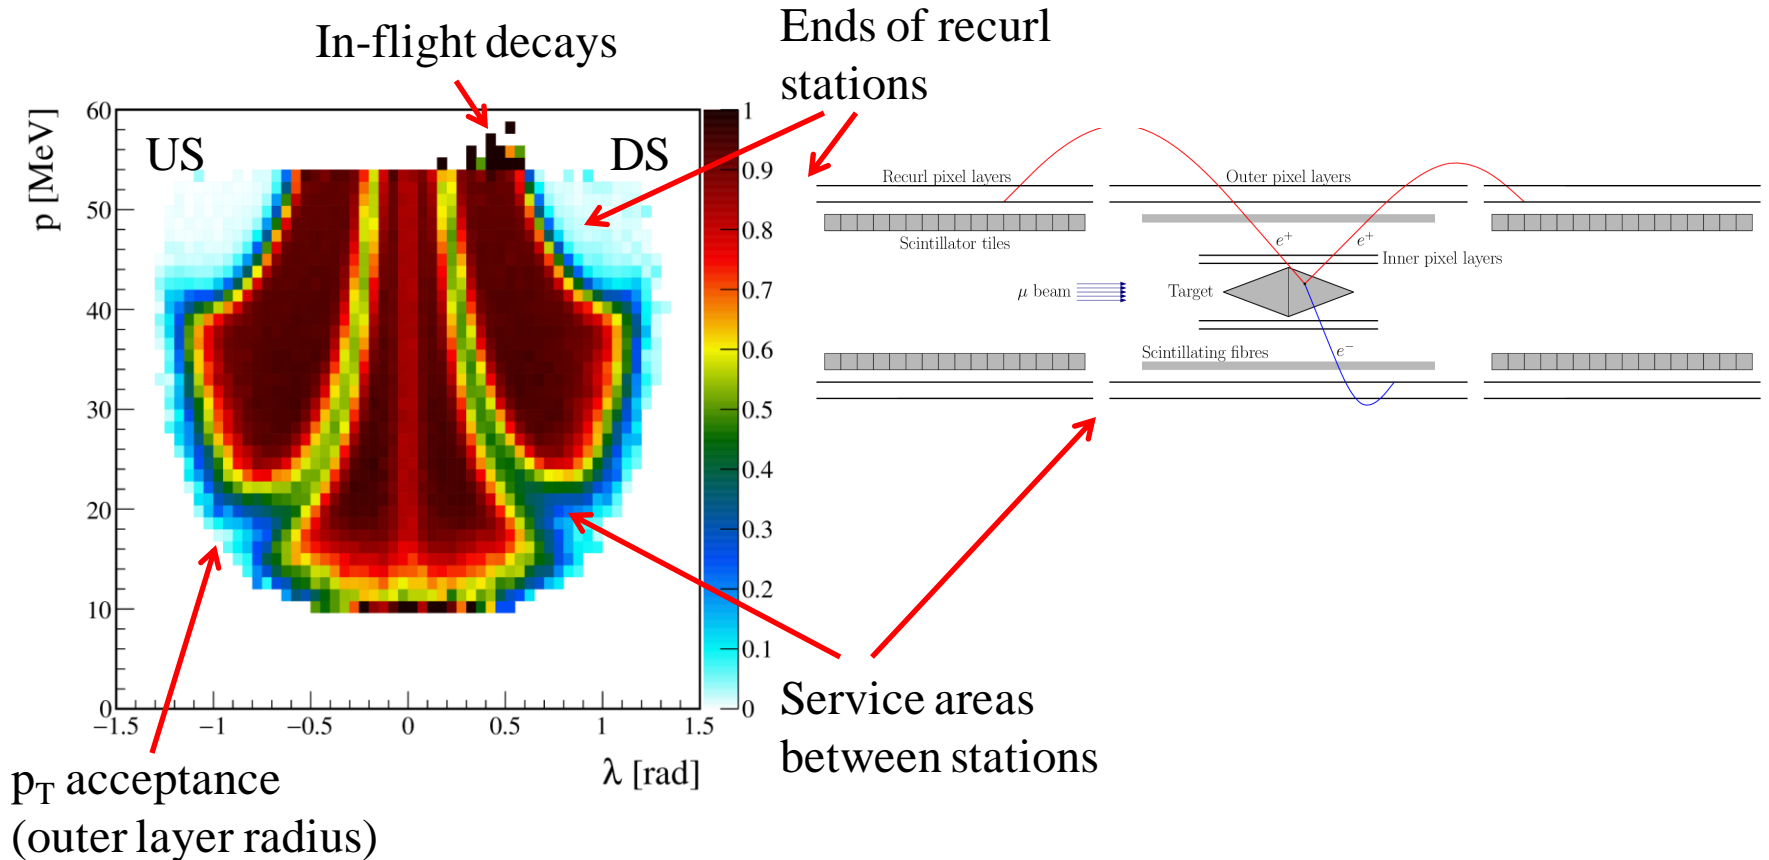 In-flight decays
Ends of recurl
stations
p [MeV]
60
50
40
30
20
10
0
US
DS
1
0.9
0.8
0.7
0.6
0.5
0.4
0.3
0.2
0.1
0
−1.5
−1
−0.5
0
0.5
1
1.5
λ [rad]
Recurl pixel layers
Outer pixel layers
Scintillator tiles
e+
e+
Inner pixel layers
μ beam
Target
Scintillating fibres
e−
Service areas
between stations
pT acceptance
(outer layer radius)